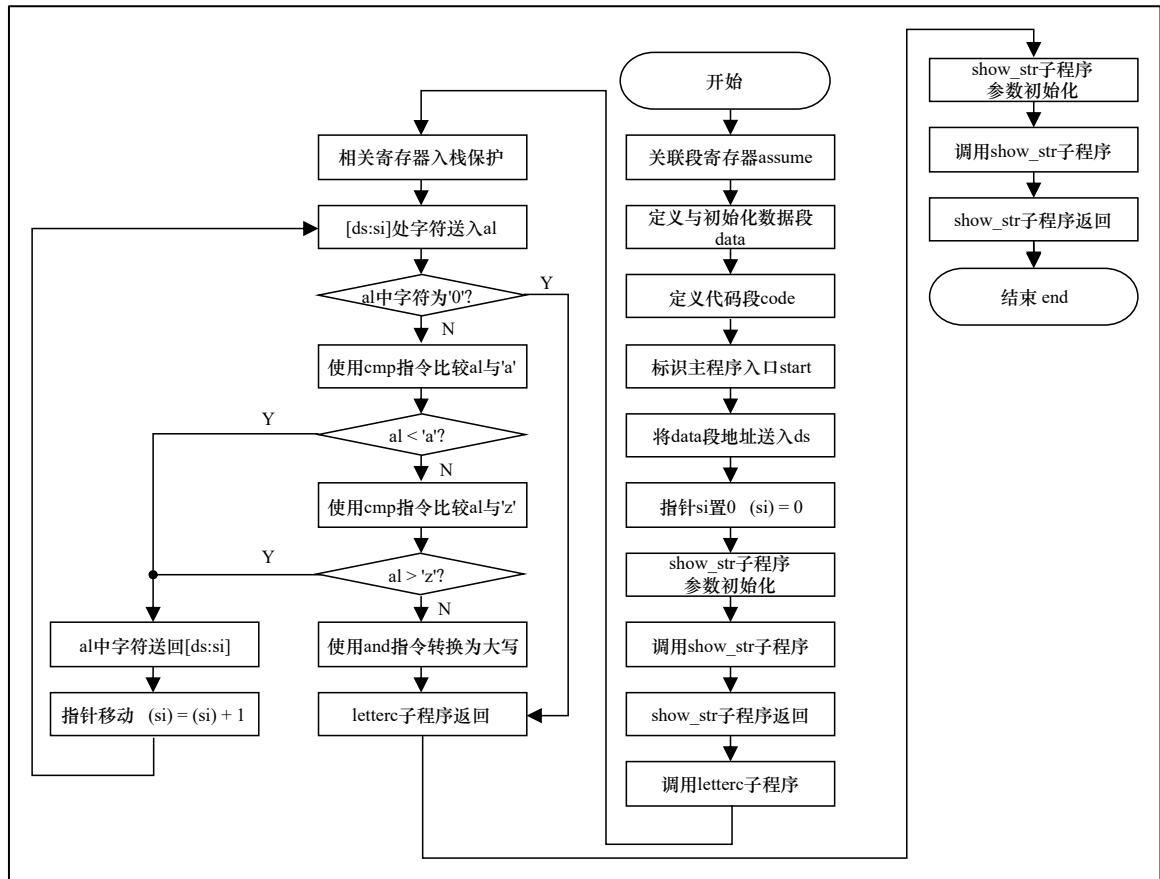 开始
关联段寄存器assume
定义与初始化数据段
data
定义代码段code
标识主程序入口start
将data段地址送入ds
指针si置0 (si) = 0
show_str子程序
参数初始化
调用show_str子程序
show_str子程序返回
调用letterc子程序
相关寄存器入栈保护
[ds:si]处字符送入al
al中字符为'0'?
Y
N
使用cmp指令比较al与'a'
al < 'a'?
Y
N
使用cmp指令比较al与'z'
al > 'z'?
Y
N
使用and指令转换为大写
letterc子程序返回
al中字符送回[ds:si]
指针移动 (si) = (si) + 1
show_str子程序
参数初始化
调用show_str子程序
show_str子程序返回
结束 end